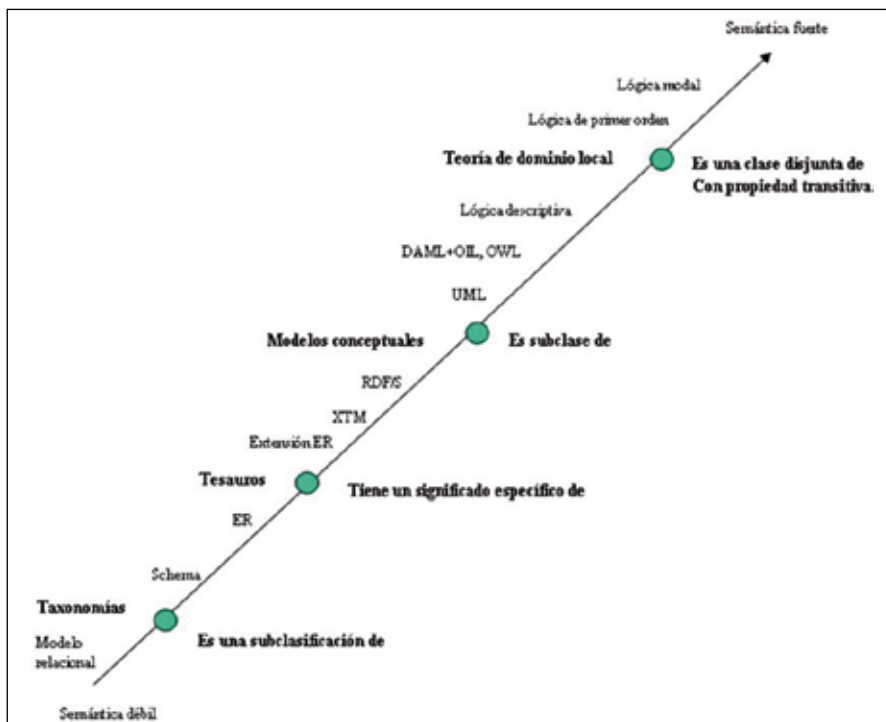 Semántica fuerte
Lógica modal
Lógica de primer orden
Teoría de dominio local
Es una clase disjunta de
Con propiedad transitiva.
Lógica descriptiva
DAML+OIL, OWL
UML
Modelos conceptuales
Es subclase de
RDF/S
XTM
Extensión ER
Tesauros
Tiene un significado específico de
ER
Schema
Taxonomías
Es una subclasificación de
Modelo
relacional
Semántica débil